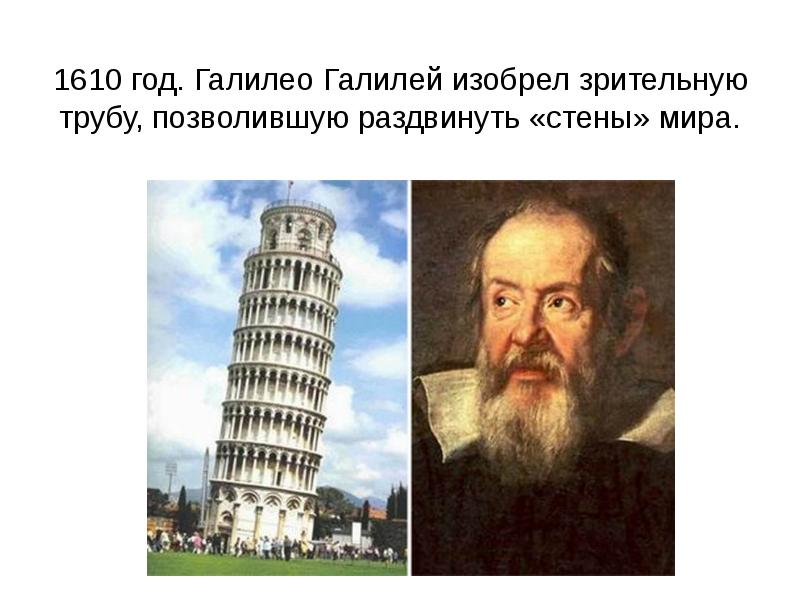 1610 год. Галилео Галилей изобрел зрительную
трубу, позволившую раздвинуть «стены» мира.